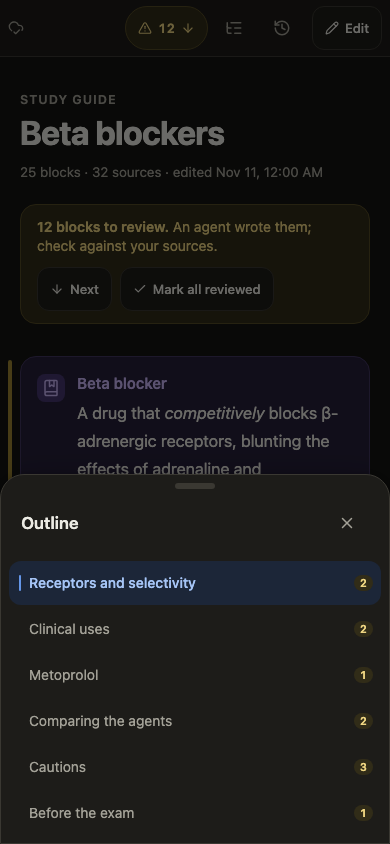 12
Edit
STUDY GUIDE
Beta blockers
25 blocks · 32 sources · edited Nov 11, 12:00 AM
12 blocks to review. An agent wrote them;
check against your sources.
Next
Mark all reviewed
Beta blocker
A drug that competitively blocks β-
adrenergic receptors, blunting the
effects of adrenaline and
Outline
Receptors and selectivity 2
Clinical uses 2
Metoprolol 1
Comparing the agents 2
Cautions 3
Before the exam 1